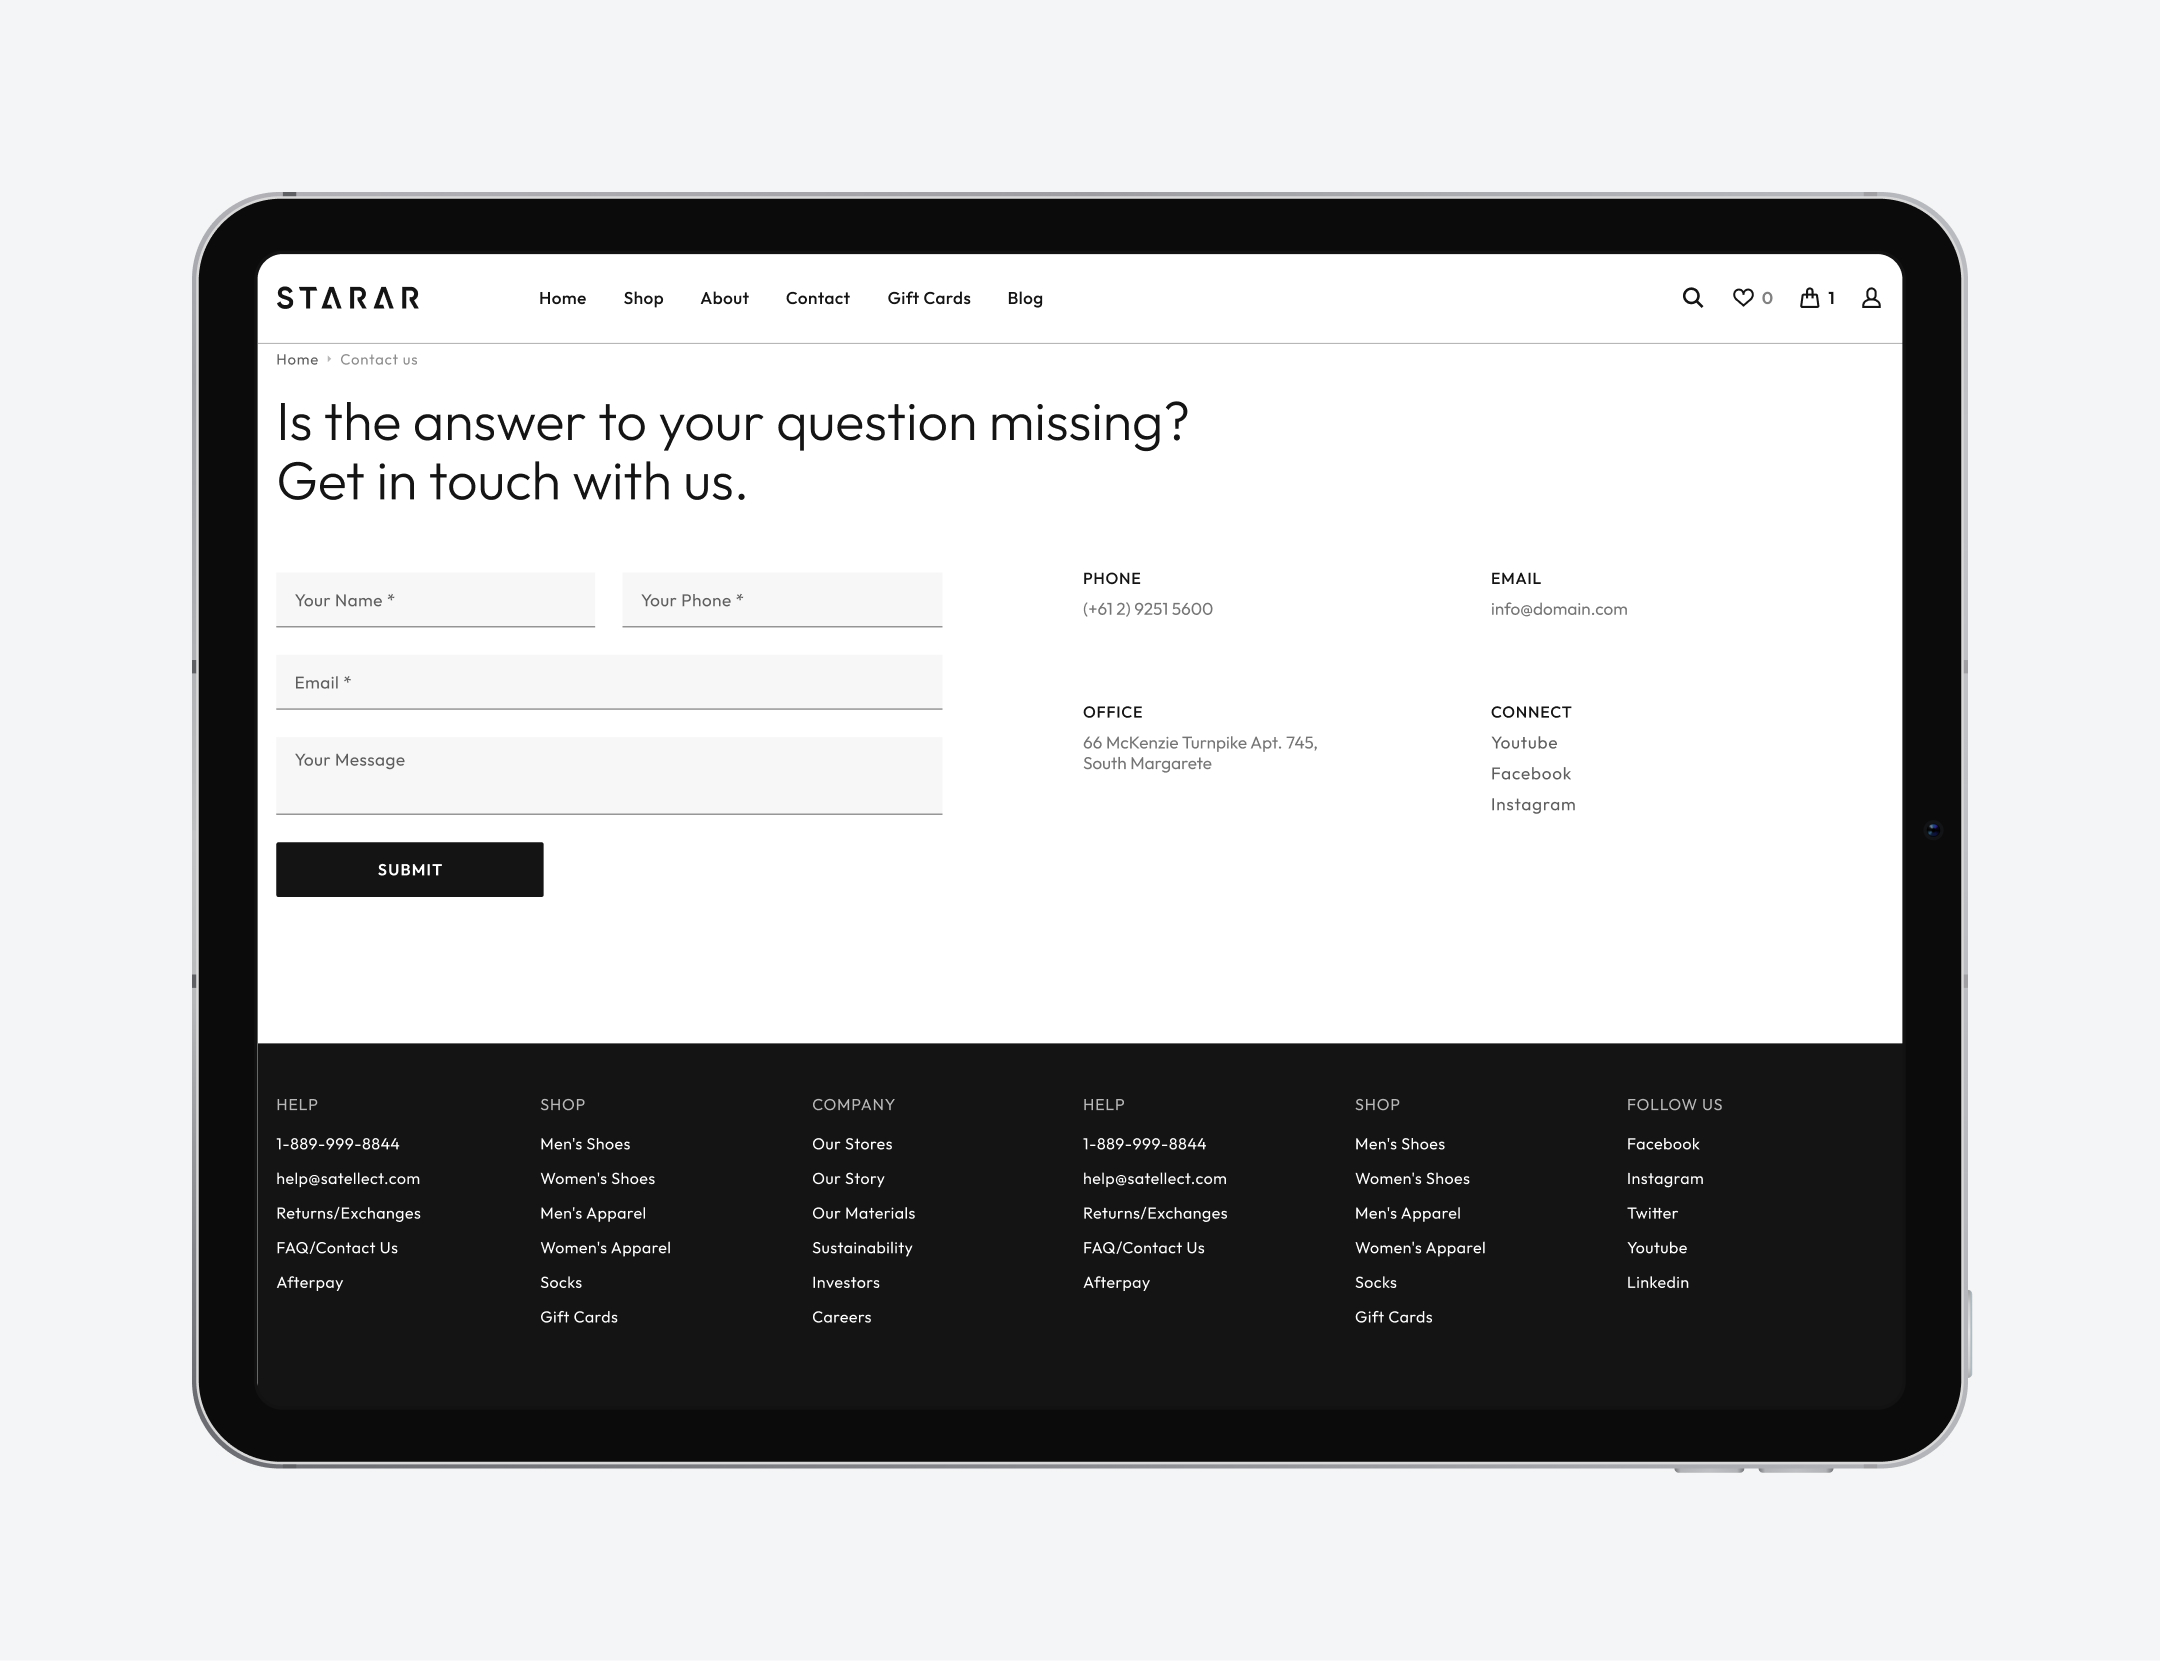 STARAR
Home Shop About Contact Gift Cards Blog
0 1
Home Contact us
Is the answer to your question missing?
Get in touch with us.
Your Name * Your Phone *
Email *
Your Message
SUBMIT
PHONE
(+61 2) 9251 5600
EMAIL
info@domain.com
OFFICE
66 McKenzie Turnpike Apt. 745,
South Margarete
CONNECT
Youtube
Facebook
Instagram
HELP
1-889-999-8844
help@satellect.com
Returns/Exchanges
FAQ/Contact Us
Afterpay
SHOP
Men's Shoes
Women's Shoes
Men's Apparel
Women's Apparel
Socks
Gift Cards
COMPANY
Our Stores
Our Story
Our Materials
Sustainability
Investors
Careers
HELP
1-889-999-8844
help@satellect.com
Returns/Exchanges
FAQ/Contact Us
Afterpay
SHOP
Men's Shoes
Women's Shoes
Men's Apparel
Women's Apparel
Socks
Gift Cards
FOLLOW US
Facebook
Instagram
Twitter
Youtube
Linkedin